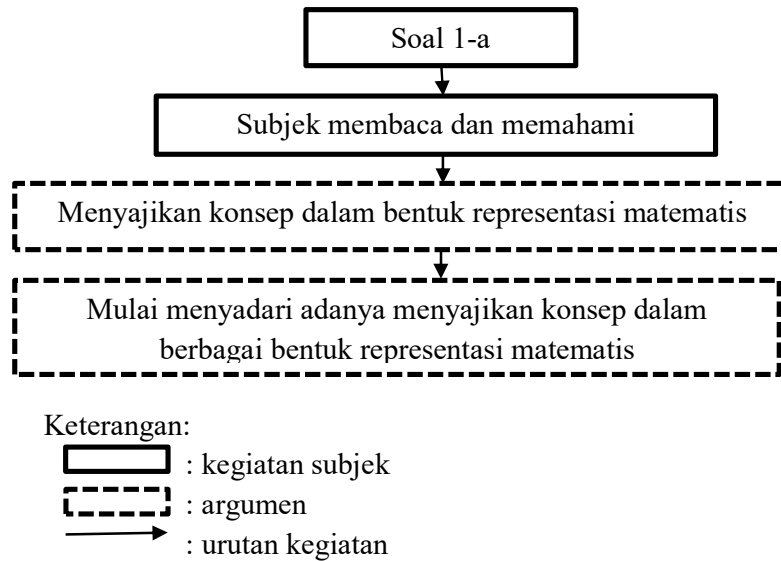 Soal 1-a
Subjek membaca dan memahami
Menyajikan konsep dalam bentuk representasi matematis
Mulai menyadari adanya menyajikan konsep dalam
berbagai bentuk representasi matematis
Keterangan:
: kegiatan subjek
: argumen
: urutan kegiatan